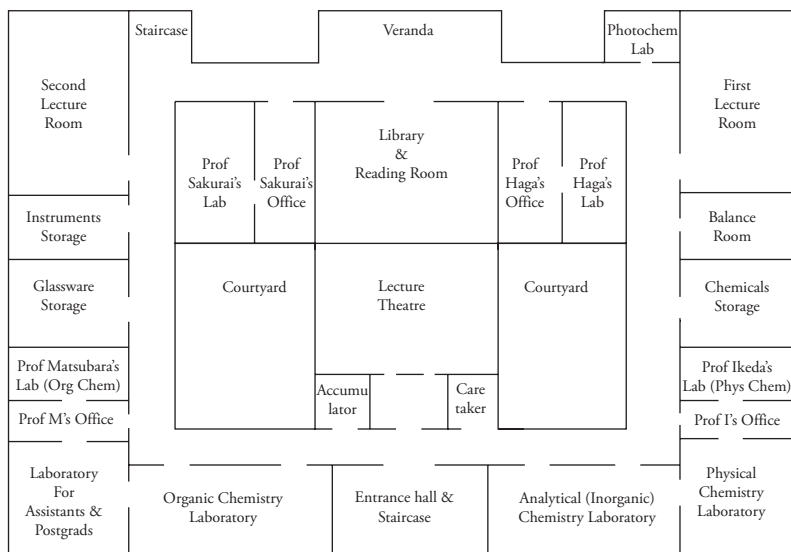 Staircase
Veranda
Photochem
Lab
Second
Lecture
Room
First
Lecture
Room
Library
&
Reading Room
Prof
Sakurai's
Lab
Prof
Sakurai's
Office
Prof
Haga's
Office
Prof
Haga's
Lab
Instruments
Storage
Balance
Room
Glassware
Storage
Courtyard
Lecture
Theatre
Courtyard
Chemicals
Storage
Prof Matsubara's
Lab (Org Chem)
Accumu
lator
Care
taker
Prof Ikeda's
Lab (Phys Chem)
Prof M's Office
Prof I's Office
Laboratory
For
Assistants &
Postgrads
Organic Chemistry
Laboratory
Entrance hall &
Staircase
Analytical (Inorganic)
Chemistry Laboratory
Physical
Chemistry
Laboratory